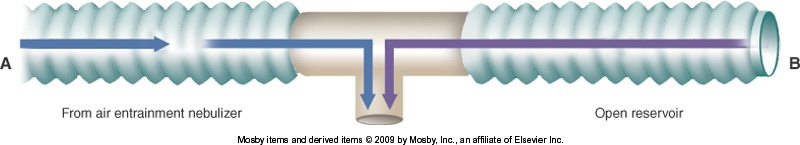 A
B
From air entrainment nebulizer
Open reservoir
Mosby items and derived items © 2009 by Mosby, Inc., an affiliate of Elsevier Inc.